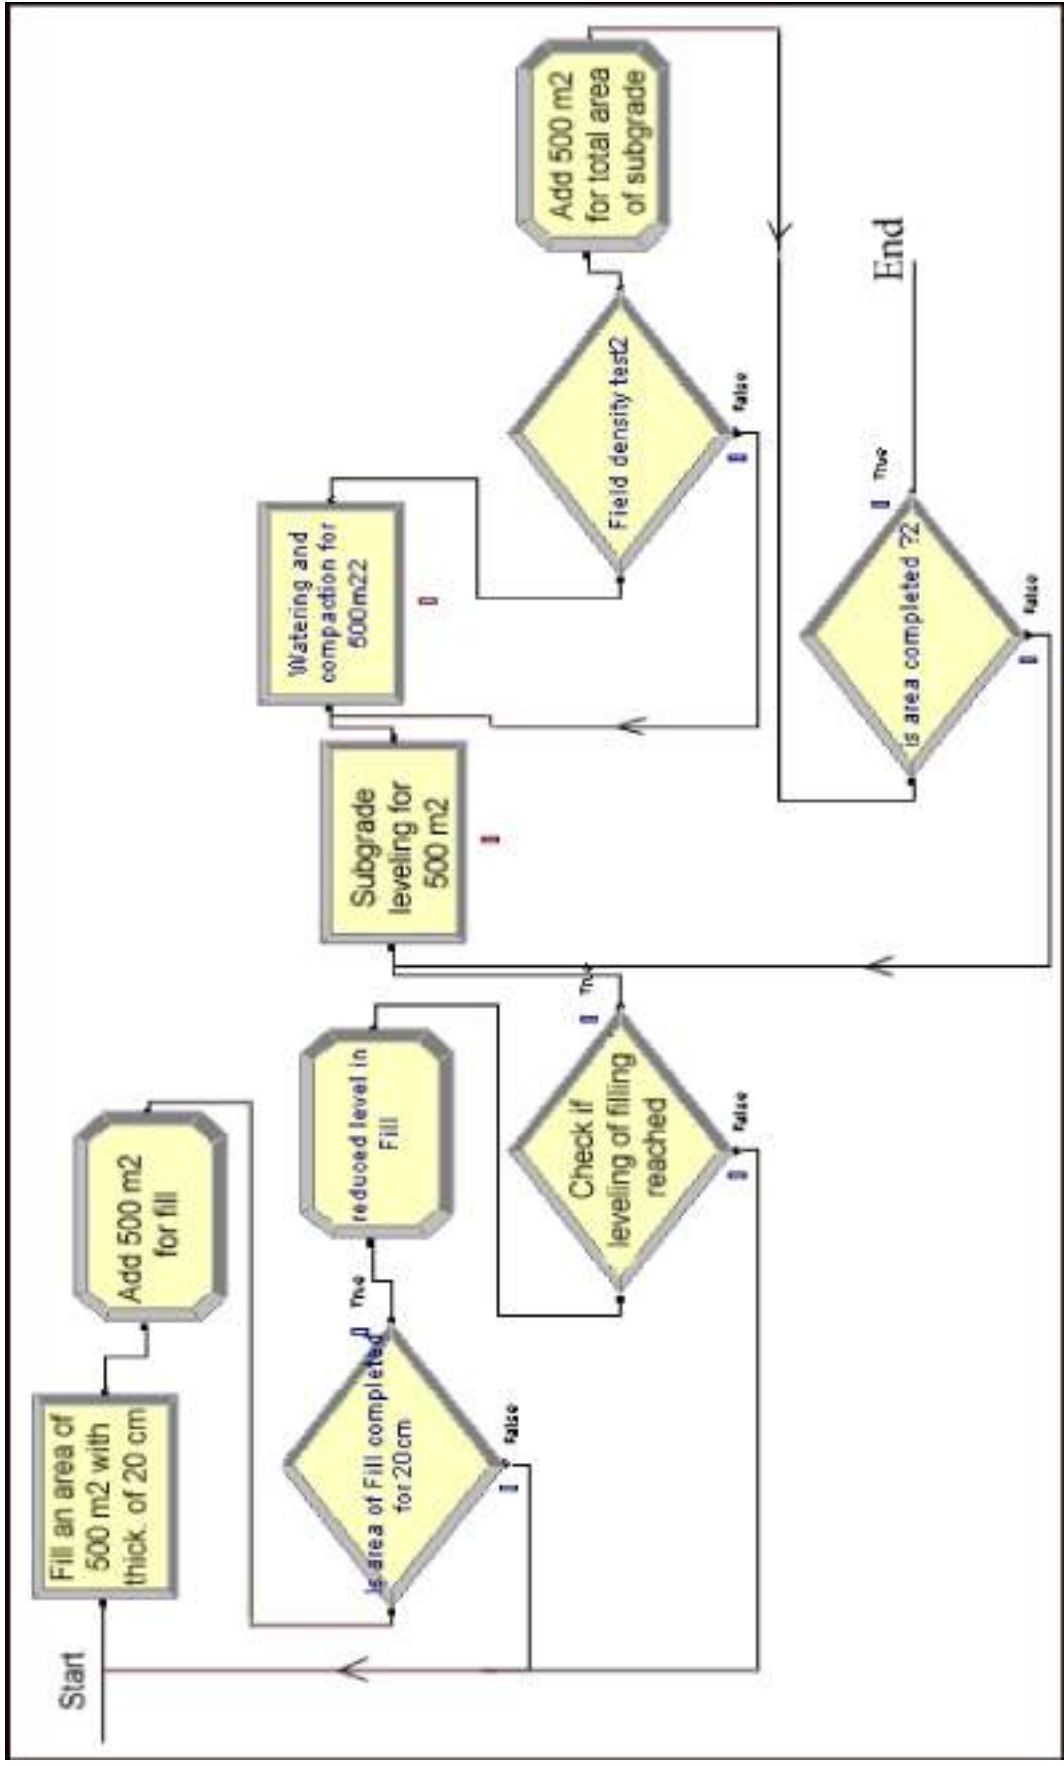 Start
Fill an area of
500 m2 with
thick. of 20 cm
Add 500 m2
for fill
is area of Fill completed
for 20cm
True
False
reduced level in
Fill
Check if
leveling of filling
reached
True
False
Subgrade
leveling for
500 m2
Watering and
compaction for
500m22
Field density test2
False
Add 500 m2
for total area
of subgrade
is area completed ?2
True
False
End